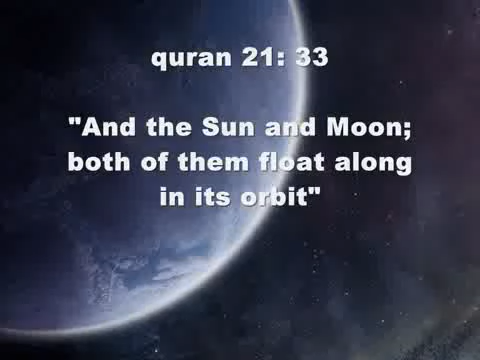 quran 21: 33
"And the Sun and Moon;
both of them float along
in its orbit"